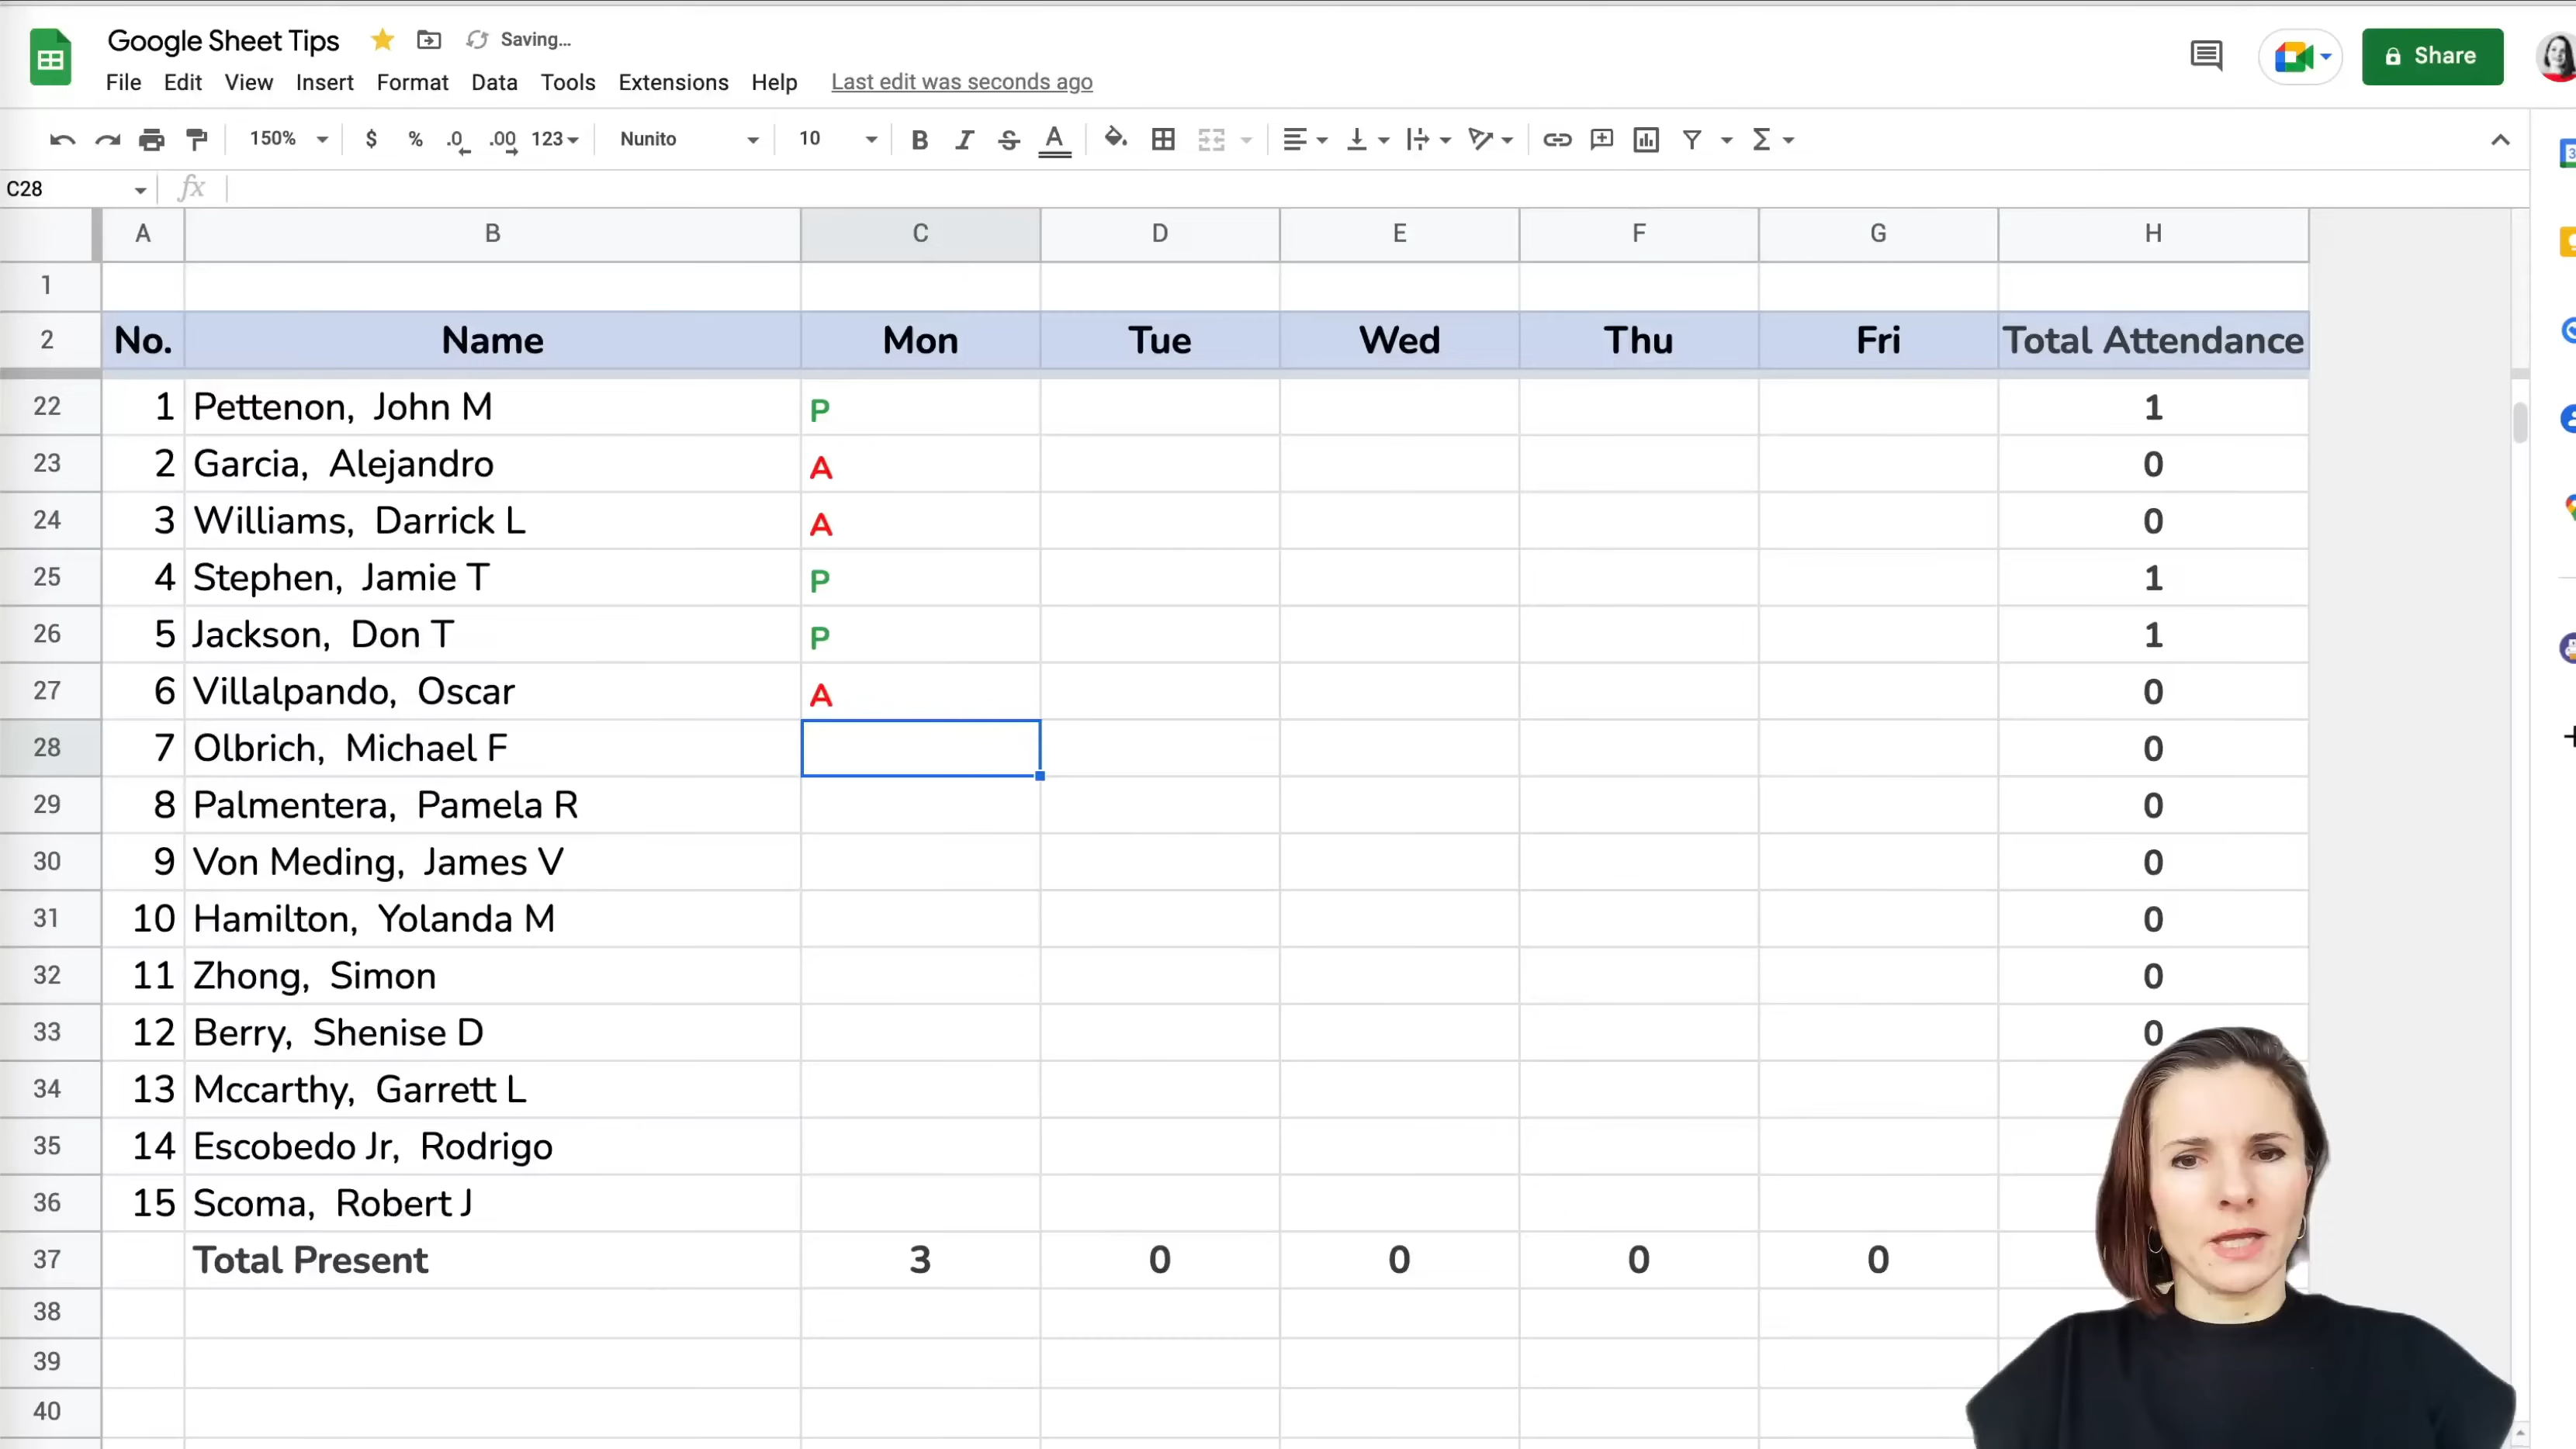 Google Sheet Tips Saving...
Share
File Edit View Insert Format Data Tools Extensions Help Last edit was seconds ago
150% $ % .0 .00 123 Nunito 10 B I S A Σ
C28 fx
A B C D E F G H
1
2 No. Name Mon Tue Wed Thu Fri Total Attendance
22 1 Pettenon, John M P 1
23 2 Garcia, Alejandro A 0
24 3 Williams, Darrick L A 0
25 4 Stephen, Jamie T P 1
26 5 Jackson, Don T P 1
27 6 Villalpando, Oscar A 0
28 7 Olbrich, Michael F 0
29 8 Palmentera, Pamela R 0
30 9 Von Meding, James V 0
31 10 Hamilton, Yolanda M 0
32 11 Zhong, Simon 0
33 12 Berry, Shenise D 0
34 13 Mccarthy, Garrett L
35 14 Escobedo Jr, Rodrigo
36 15 Scoma, Robert J
37 Total Present 3 0 0 0 0
38
39
40